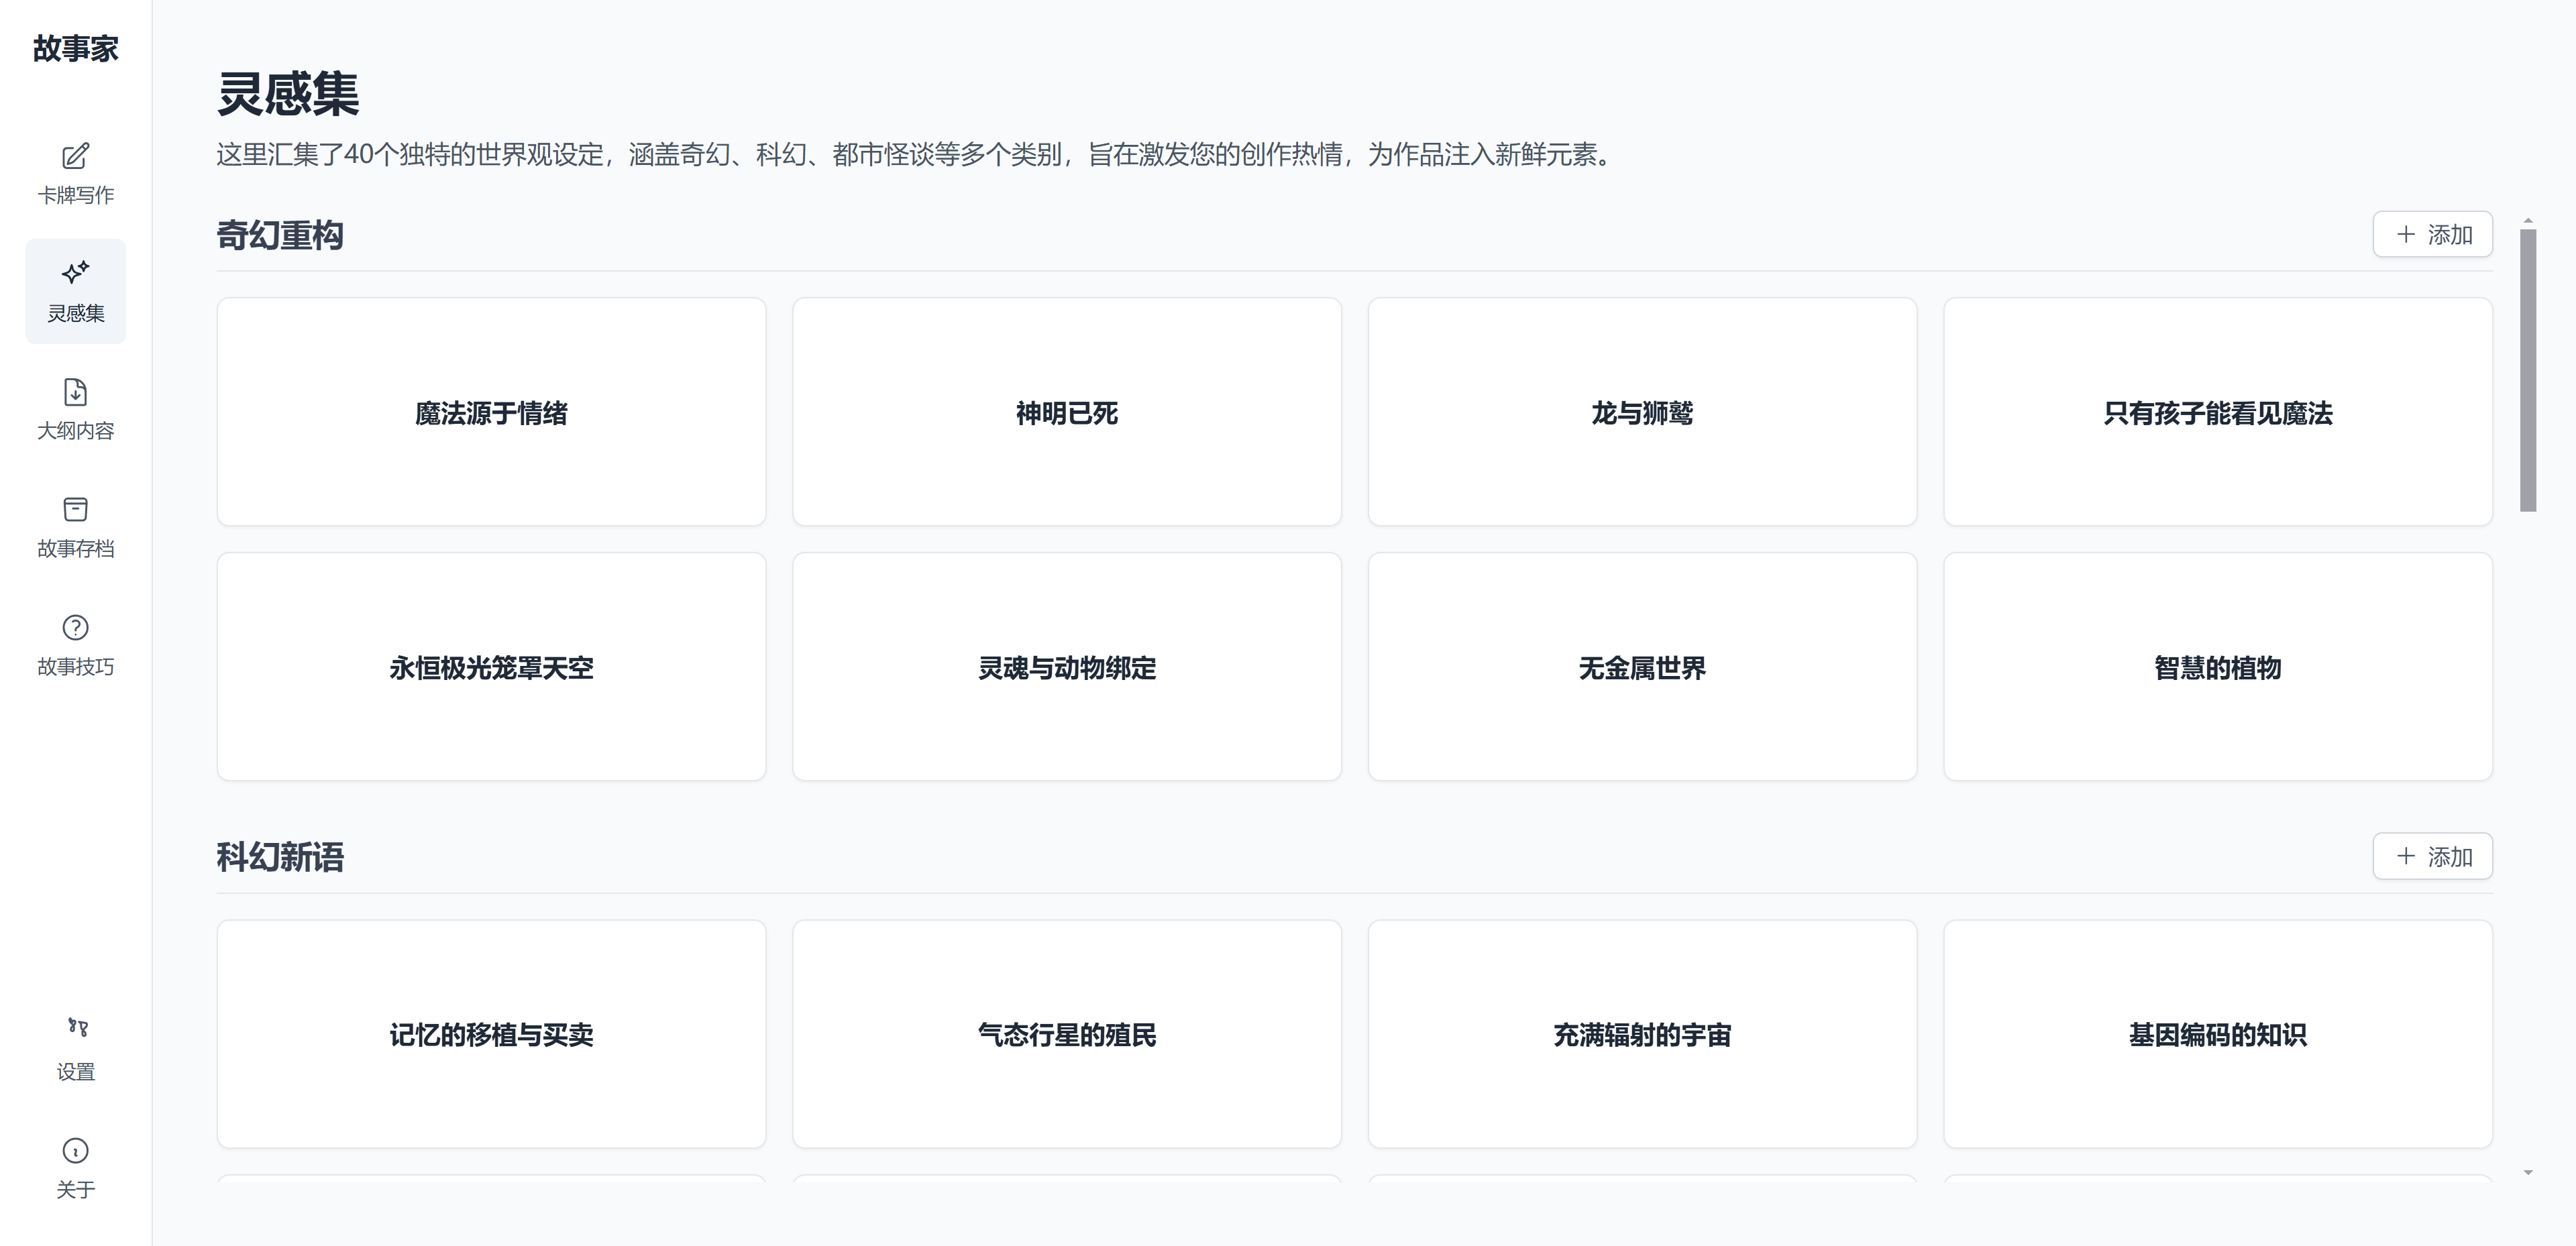 故事家
卡牌写作
灵感集
大纲内容
故事存档
故事技巧
设置
关于
灵感集
这里汇集了40个独特的世界观设定，涵盖奇幻、科幻、都市怪谈等多个类别，旨在激发您的创作热情，为作品注入新鲜元素。
奇幻重构
添加
魔法源于情绪
神明已死
龙与狮鹫
只有孩子能看见魔法
永恒极光笼罩天空
灵魂与动物绑定
无金属世界
智慧的植物
科幻新语
添加
记忆的移植与买卖
气态行星的殖民
充满辐射的宇宙
基因编码的知识